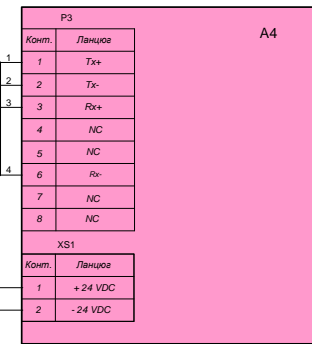 P3
A4
Конт. Ланцюг
1 1 Tx+
2 2 Tx-
3 3 Rx+
4 NC
5 NC
4 6 Rx-
7 NC
8 NC
XS1
Конт. Ланцюг
1 + 24 VDC
2 - 24 VDC